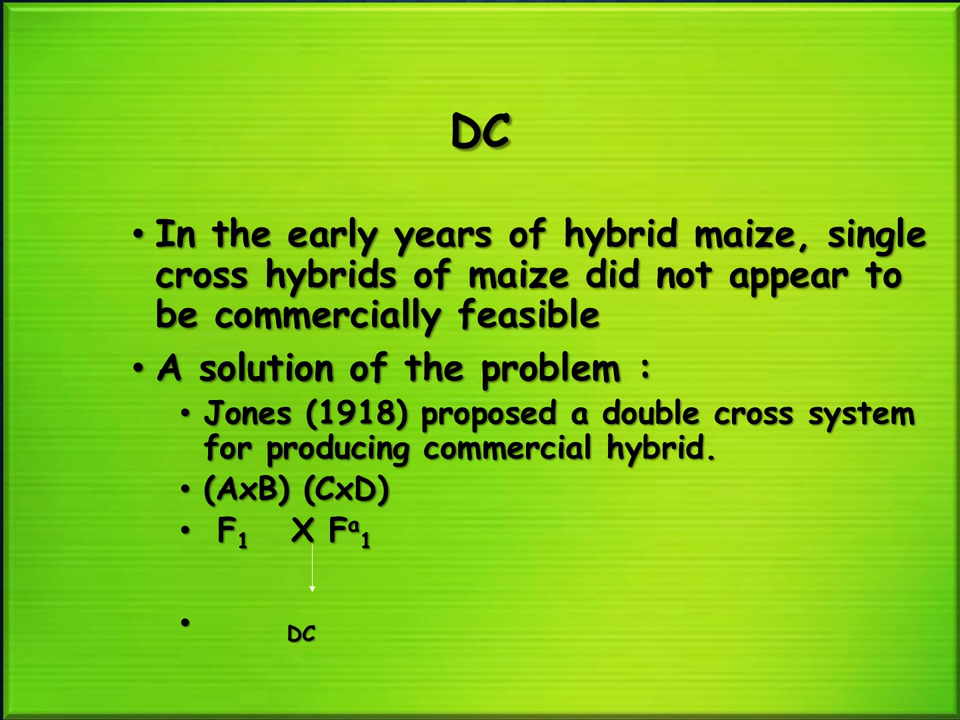 DC
• In the early years of hybrid maize, single
cross hybrids of maize did not appear to
be commercially feasible
• A solution of the problem :
• Jones (1918) proposed a double cross system
for producing commercial hybrid.
• (AxB) (CxD)
• F₁ X Fᵃ₁
•
DC